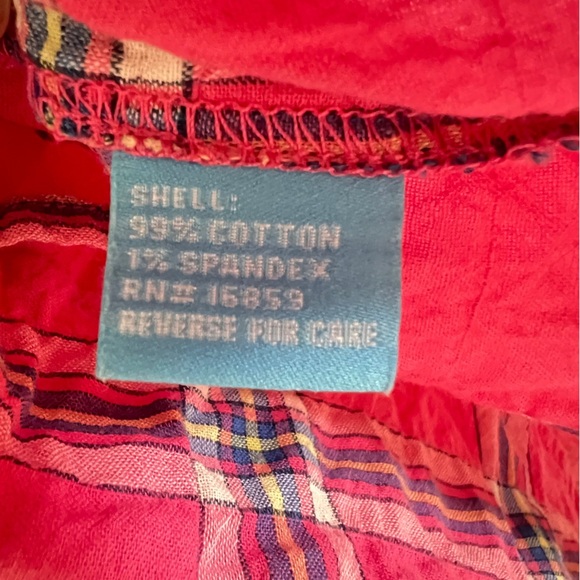 SHELL:
99% COTTON
1% SPANDEX
RN# 16859
REVERSE FOR CARE